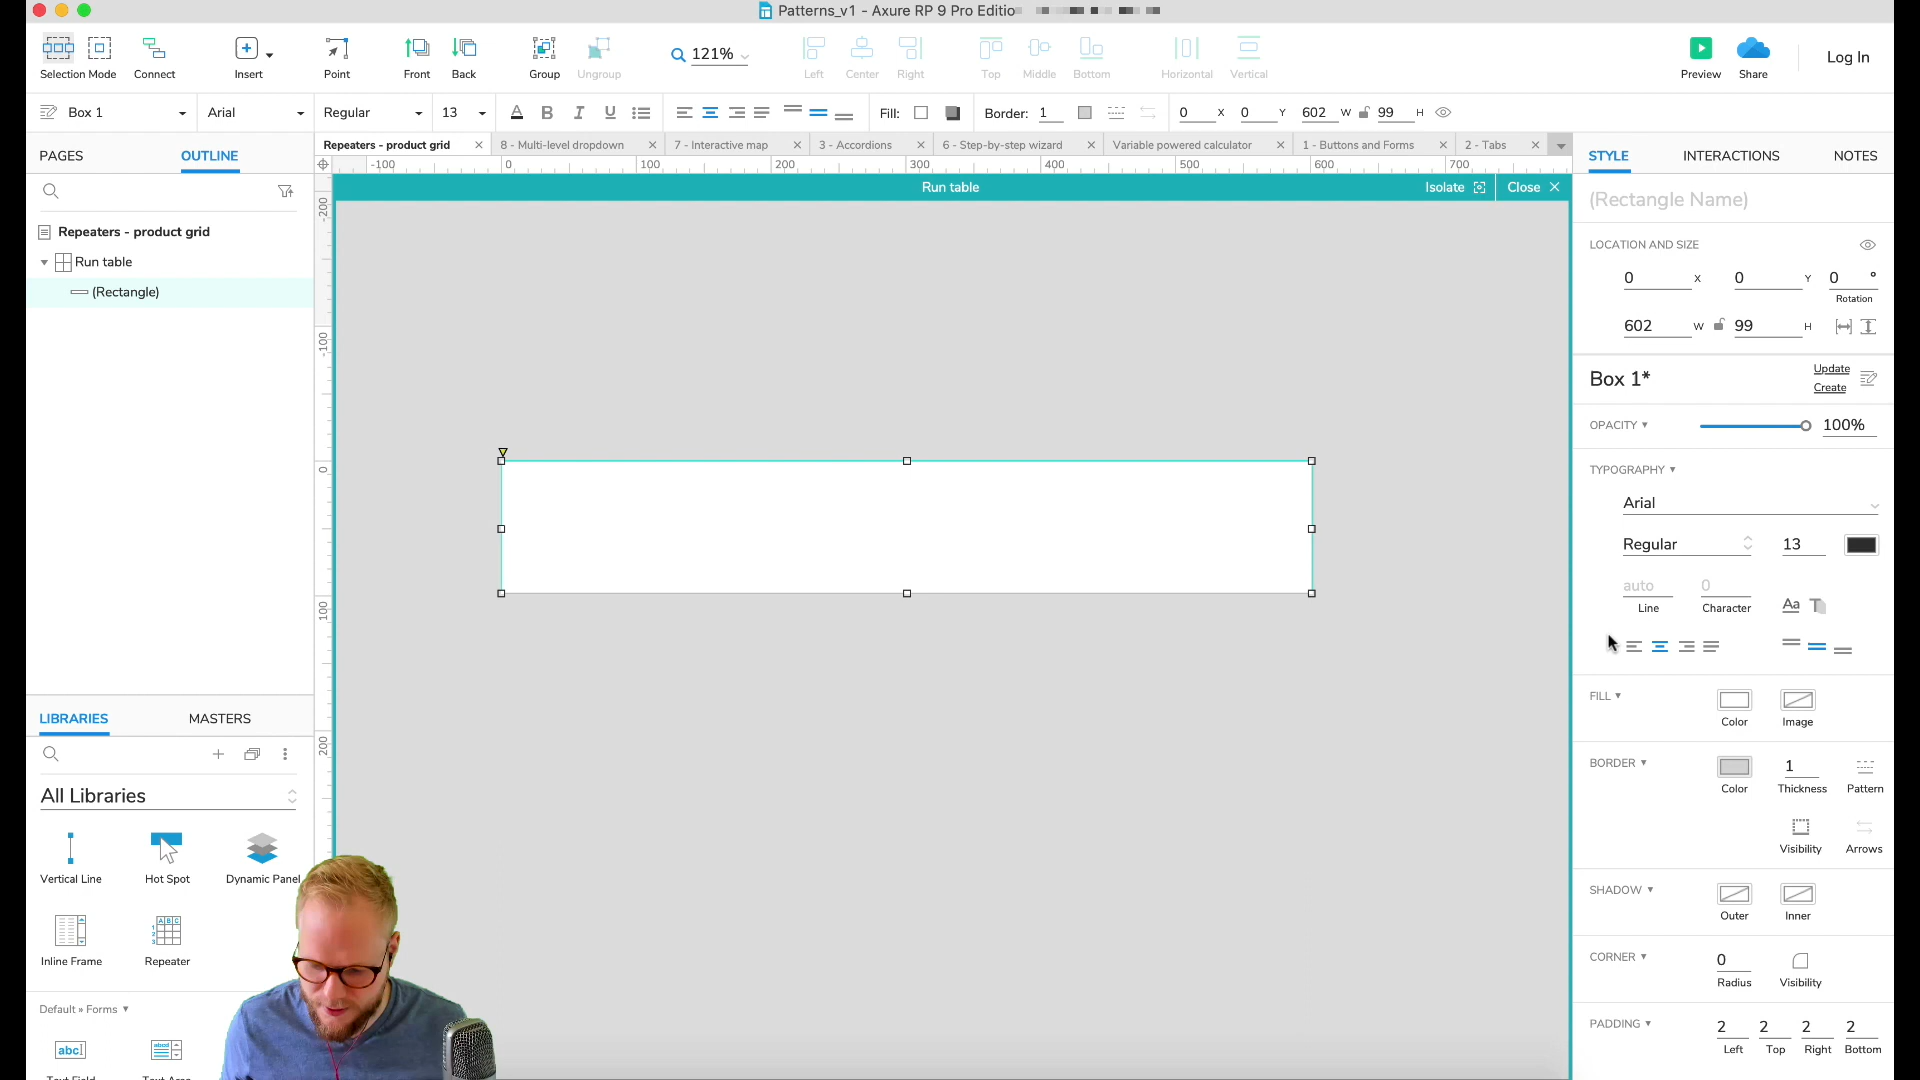 Patterns_v1 - Axure RP 9 Pro Editio
Selection Mode
Connect
Insert
Point
Front
Back
Group
Ungroup
121%
Left
Center
Right
Top
Middle
Bottom
Horizontal
Vertical
Preview
Share
Log In
Box 1
Arial
Regular
13
Fill:
Border: 1
0 X
0 Y
602 W
99 H
PAGES
OUTLINE
Repeaters - product grid
8 - Multi-level dropdown
7 - Interactive map
3 - Accordions
6 - Step-by-step wizard
Variable powered calculator
1 - Buttons and Forms
2 - Tabs
STYLE
INTERACTIONS
NOTES
-100 0 100 200 300 400 500 600 700
-200
-100
0
100
200
Run table
Isolate
Close
Repeaters - product grid
Run table
(Rectangle)
(Rectangle Name)
LOCATION AND SIZE
0 X
0 Y
0 °
Rotation
602 W
99 H
Box 1*
Update
Create
OPACITY
100%
TYPOGRAPHY
Arial
Regular
13
auto
0
Line
Character
Aa
FILL
Color
Image
BORDER
1
Color
Thickness
Pattern
Visibility
Arrows
SHADOW
Outer
Inner
CORNER
0
Radius
Visibility
PADDING
2 2 2 2
Left
Top
Right
Bottom
LIBRARIES
MASTERS
All Libraries
Vertical Line
Hot Spot
Dynamic Panel
Inline Frame
Repeater
Default » Forms